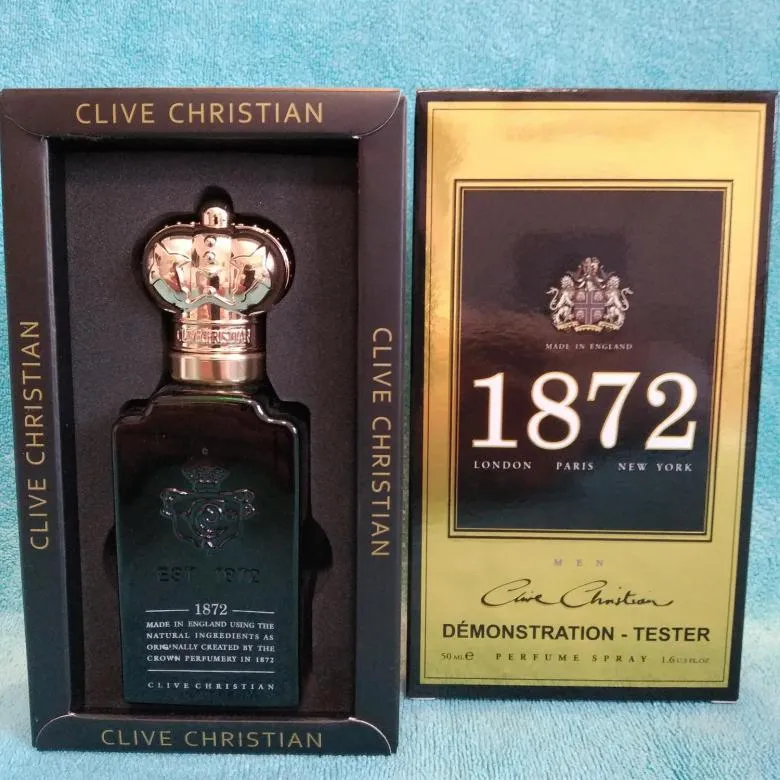 CLIVE CHRISTIAN
CLIVE CHRISTIAN
CLIVE CHRISTIAN
CLIVE CHRISTIAN
EST 1872
1872
MADE IN ENGLAND USING THE
NATURAL INGREDIENTS AS
ORIGINALLY CREATED BY THE
CROWN PERFUMERY IN 1872
CLIVE CHRISTIAN
CLIVE CHRISTIAN
MADE IN ENGLAND
1872
LONDON PARIS NEW YORK
MEN
Clive Christian
DÉMONSTRATION - TESTER
50 ML e PERFUME SPRAY 1.6 U.S FL.OZ